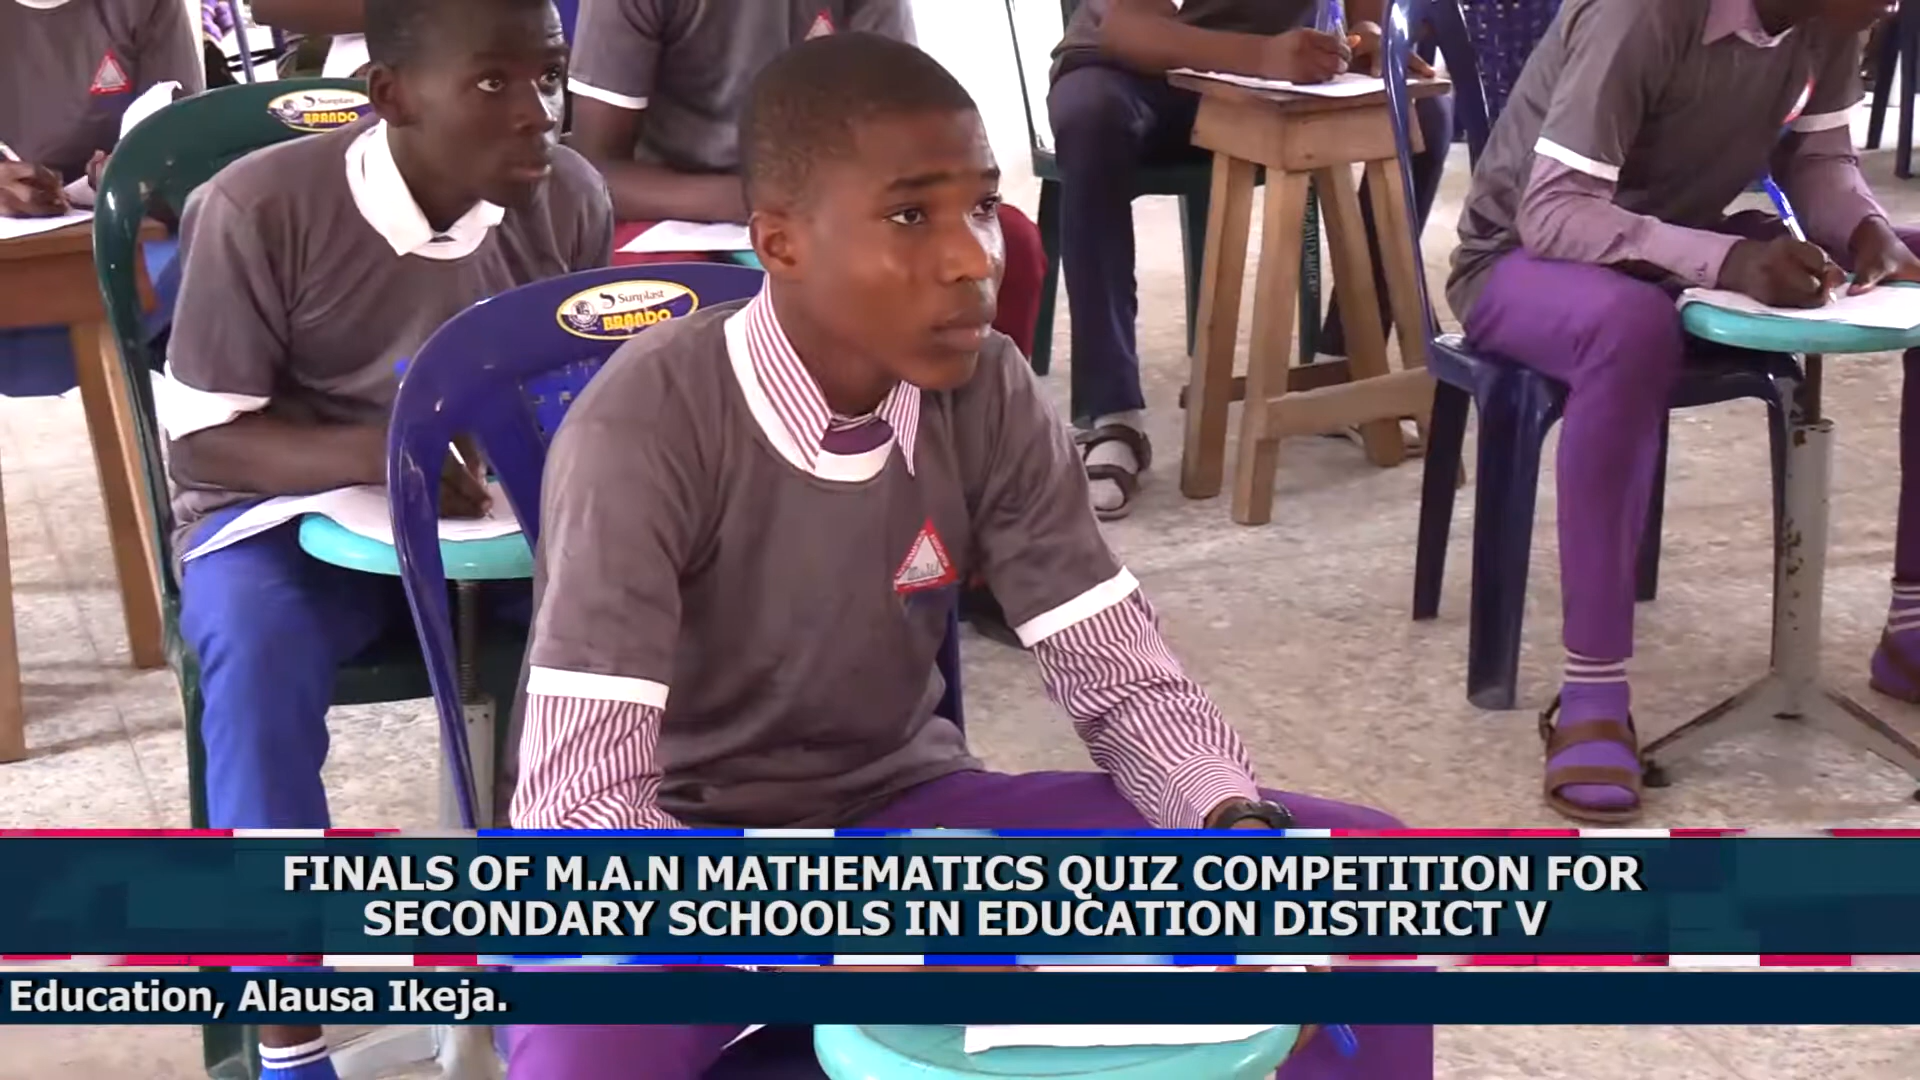 Sunplast
BRANDO
Sunplast
BRANDO
FINALS OF M.A.N MATHEMATICS QUIZ COMPETITION FOR
SECONDARY SCHOOLS IN EDUCATION DISTRICT V
Education, Alausa Ikeja.